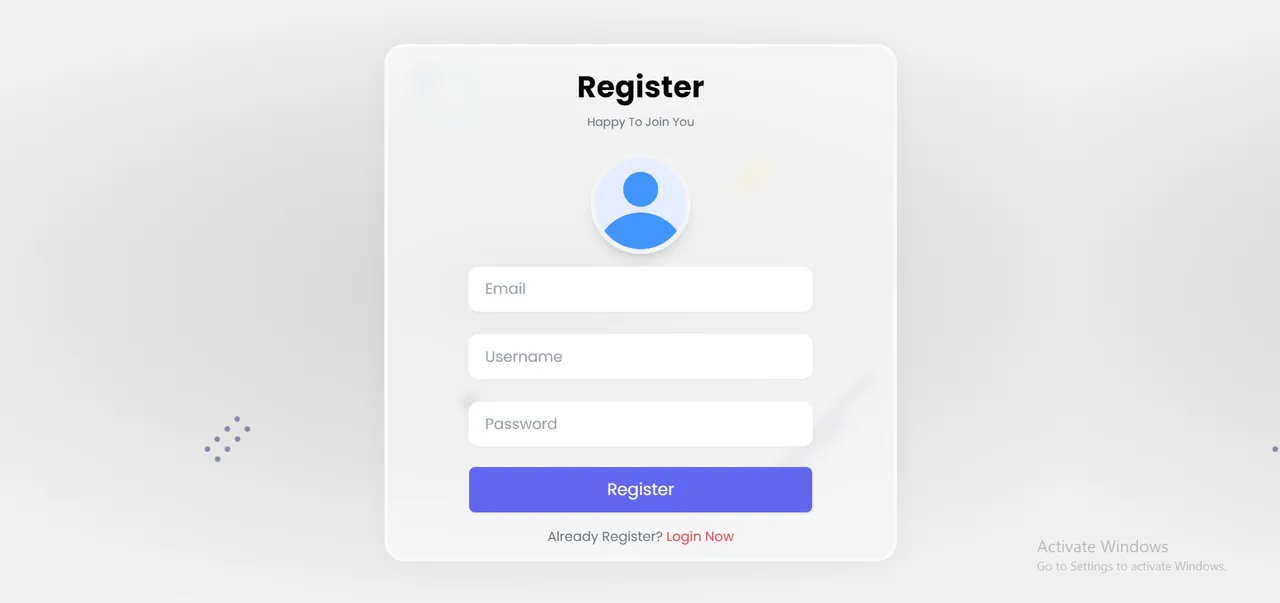 Register
Happy To Join You
Email
Username
Password
Register
Already Register? Login Now
Activate Windows
Go to Settings to activate Windows.